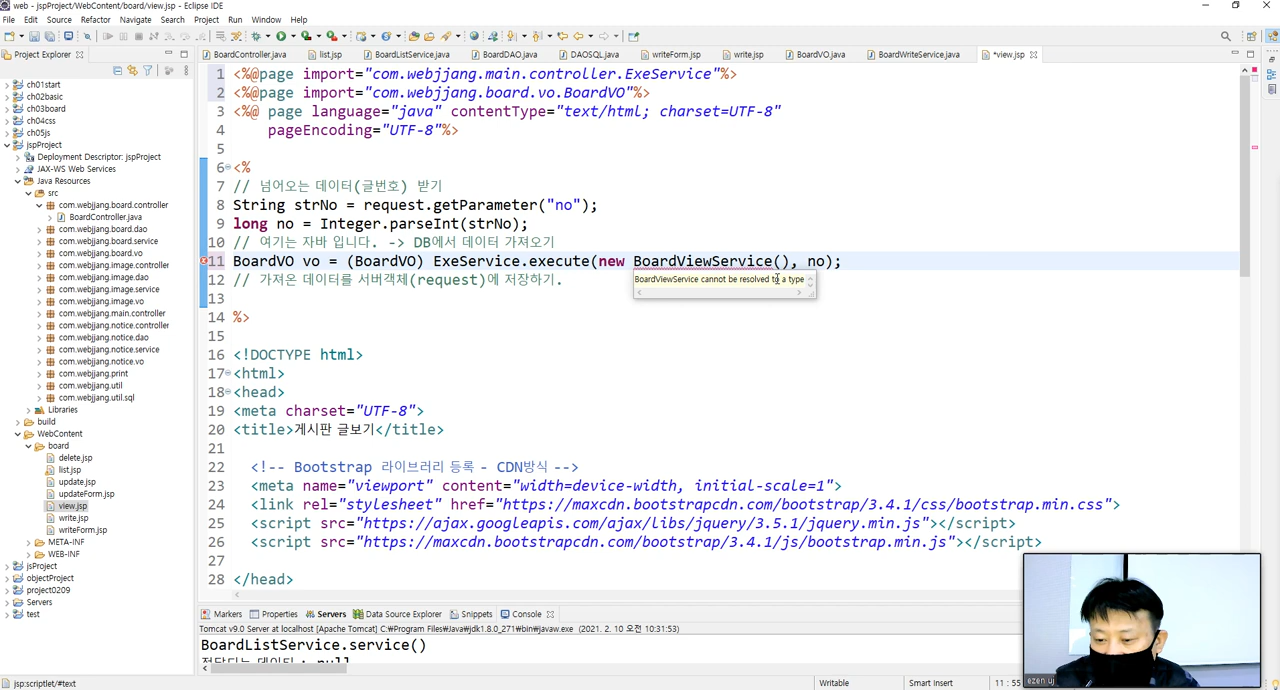 web - jspProject/WebContent/board/view.jsp - Eclipse IDE
File Edit Source Refactor Navigate Search Project Run Window Help
Project Explorer
BoardController.java list.jsp BoardListService.java BoardDAO.java DAOSQL.java writeForm.jsp write.jsp BoardVO.java BoardWriteService.java *view.jsp
ch01start
ch02basic
ch03board
ch04css
ch05js
jspProject
Deployment Descriptor: jspProject
JAX-WS Web Services
Java Resources
src
com.webjjang.board.controller
BoardController.java
com.webjjang.board.dao
com.webjjang.board.service
com.webjjang.board.vo
com.webjjang.image.controller
com.webjjang.image.dao
com.webjjang.image.service
com.webjjang.image.vo
com.webjjang.main.controller
com.webjjang.notice.controller
com.webjjang.notice.dao
com.webjjang.notice.service
com.webjjang.notice.vo
com.webjjang.print
com.webjjang.util
com.webjjang.util.sql
Libraries
build
WebContent
board
delete.jsp
list.jsp
update.jsp
updateForm.jsp
view.jsp
write.jsp
writeForm.jsp
META-INF
WEB-INF
jsProject
objectProject
project0209
Servers
test
1 <%@page import="com.webjjang.main.controller.ExeService"%>
2 <%@page import="com.webjjang.board.vo.BoardVO"%>
3 <%@ page language="java" contentType="text/html; charset=UTF-8"
4 pageEncoding="UTF-8"%>
5
6 <%
7 // 넘어오는 데이터(글번호) 받기
8 String strNo = request.getParameter("no");
9 long no = Integer.parseInt(strNo);
10 // 여기는 자바 입니다. -> DB에서 데이터 가져오기
11 BoardVO vo = (BoardVO) ExeService.execute(new BoardViewService(), no);
BoardViewService cannot be resolved to a type
12 // 가져온 데이터를 서버객체(request)에 저장하기.
13
14 %>
15
16 <!DOCTYPE html>
17 <html>
18 <head>
19 <meta charset="UTF-8">
20 <title>게시판 글보기</title>
21
22 <!-- Bootstrap 라이브러리 등록 - CDN방식 -->
23 <meta name="viewport" content="width=device-width, initial-scale=1">
24 <link rel="stylesheet" href="https://maxcdn.bootstrapcdn.com/bootstrap/3.4.1/css/bootstrap.min.css">
25 <script src="https://ajax.googleapis.com/ajax/libs/jquery/3.5.1/jquery.min.js"></script>
26 <script src="https://maxcdn.bootstrapcdn.com/bootstrap/3.4.1/js/bootstrap.min.js"></script>
27
28 </head>
Markers Properties Servers Data Source Explorer Snippets Console
Tomcat v9.0 Server at localhost [Apache Tomcat] C:\Program Files\Java\jdk1.8.0_271\bin\javaw.exe (2021. 2. 10 오전 10:31:53)
BoardListService.service()
전달되는 데이터 : null
ezen uj
jsp:scriptlet/#text Writable Smart Insert 11 : 55